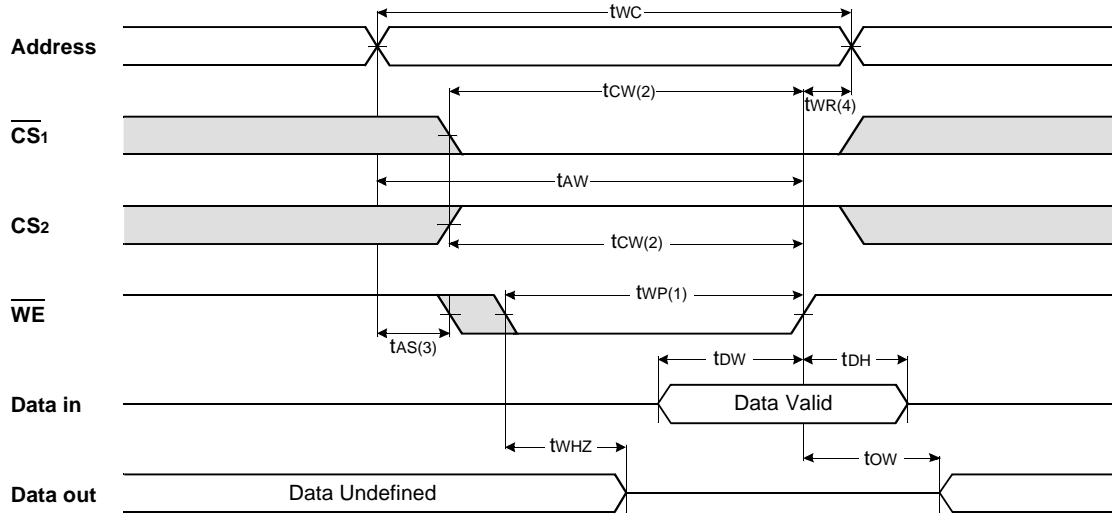 tWC
Address
tCW(2)
tWR(4)
CS1
tAW
CS2
tCW(2)
tWP(1)
WE
tAS(3)
tDW
tDH
Data in
Data Valid
tWHZ
tOW
Data out
Data Undefined